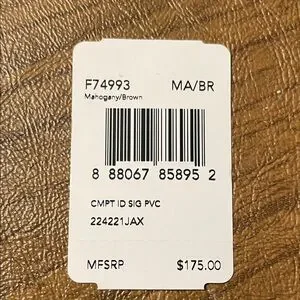 F74993 MA/BR
Mahogany/Brown
8 88067 85895 2
CMPT ID SIG PVC
224221JAX
MFSRP $175.00